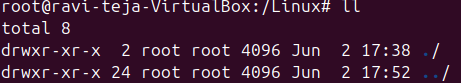 root@ravi-teja-VirtualBox:/Linux# ll
total 8
drwxr-xr-x  2 root root 4096 Jun  2 17:38 ./
drwxr-xr-x 24 root root 4096 Jun  2 17:52 ../